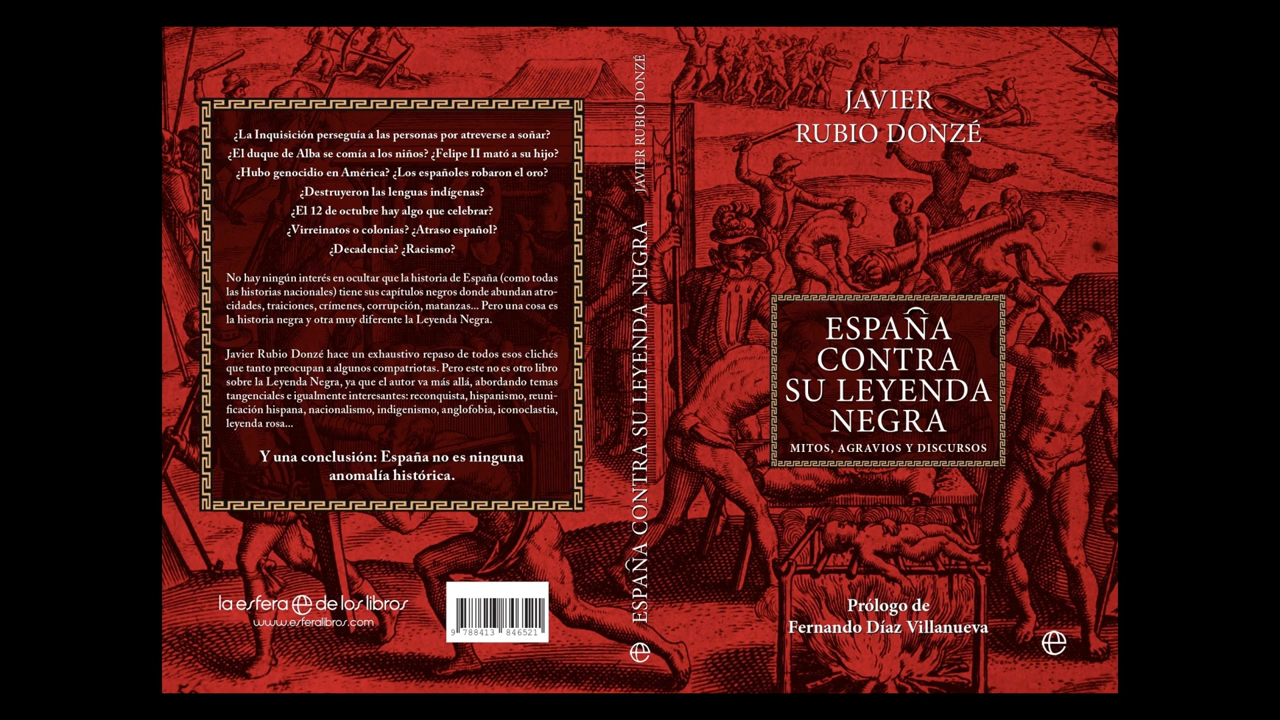 ¿La Inquisición perseguía a las personas por atreverse a soñar?
¿El duque de Alba se comía a los niños? ¿Felipe II mató a su hijo?
¿Hubo genocidio en América? ¿Los españoles robaron el oro?
¿Destruyeron las lenguas indígenas?
¿El 12 de octubre hay algo que celebrar?
¿Virreinatos o colonias? ¿Atraso español?
¿Decadencia? ¿Racismo?
No hay ningún interés en ocultar que la historia de España (como todas
las historias nacionales) tiene sus capítulos negros donde abundan atro-
cidades, traiciones, crímenes, corrupción, matanzas... Pero una cosa es
la historia negra y otra muy diferente la Leyenda Negra.
Javier Rubio Donzé hace un exhaustivo repaso de todos esos clichés
que tanto preocupan a algunos compatriotas. Pero este no es otro libro
sobre la Leyenda Negra, ya que el autor va más allá, abordando temas
tangenciales e igualmente interesantes: reconquista, hispanismo, reuni-
ficación hispana, nacionalismo, indigenismo, anglofobia, iconoclastia,
leyenda rosa...
Y una conclusión: España no es ninguna
anomalía histórica.
la esfera de los libros
www.esferalibros.com
9 788413 846521
ESPAÑA CONTRA SU LEYENDA NEGRA JAVIER RUBIO DONZÉ
JAVIER
RUBIO DONZÉ
ESPAÑA
CONTRA
SU LEYENDA
NEGRA
MITOS, AGRAVIOS Y DISCURSOS
Prólogo de
Fernando Díaz Villanueva